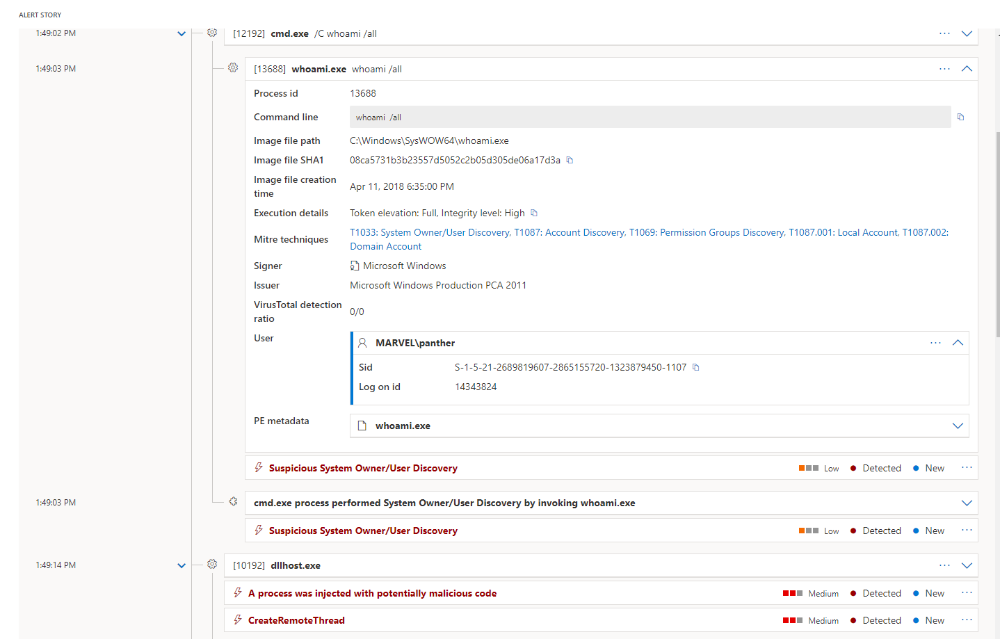 ALERT STORY
1:49:02 PM [12192] cmd.exe /C whoami /all ...
1:49:03 PM [13688] whoami.exe whoami /all ...
Process id 13688
Command line whoami /all
Image file path C:\Windows\SysWOW64\whoami.exe
Image file SHA1 08ca5731b3b23557d5052c2b05d305de06a17d3a
Image file creation
time
Apr 11, 2018 6:35:00 PM
Execution details Token elevation: Full, Integrity level: High
Mitre techniques
T1033: System Owner/User Discovery, T1087: Account Discovery, T1069: Permission Groups Discovery, T1087.001: Local Account, T1087.002:
Domain Account
Signer Microsoft Windows
Issuer Microsoft Windows Production PCA 2011
VirusTotal detection
ratio
0/0
User MARVEL\panther ...
Sid S-1-5-21-2689819607-2865155720-1323879450-1107
Log on id 14343824
PE metadata whoami.exe
Suspicious System Owner/User Discovery Low Detected New ...
1:49:03 PM cmd.exe process performed System Owner/User Discovery by invoking whoami.exe
Suspicious System Owner/User Discovery Low Detected New ...
1:49:14 PM [10192] dllhost.exe ...
A process was injected with potentially malicious code Medium Detected New ...
CreateRemoteThread Medium Detected New ...